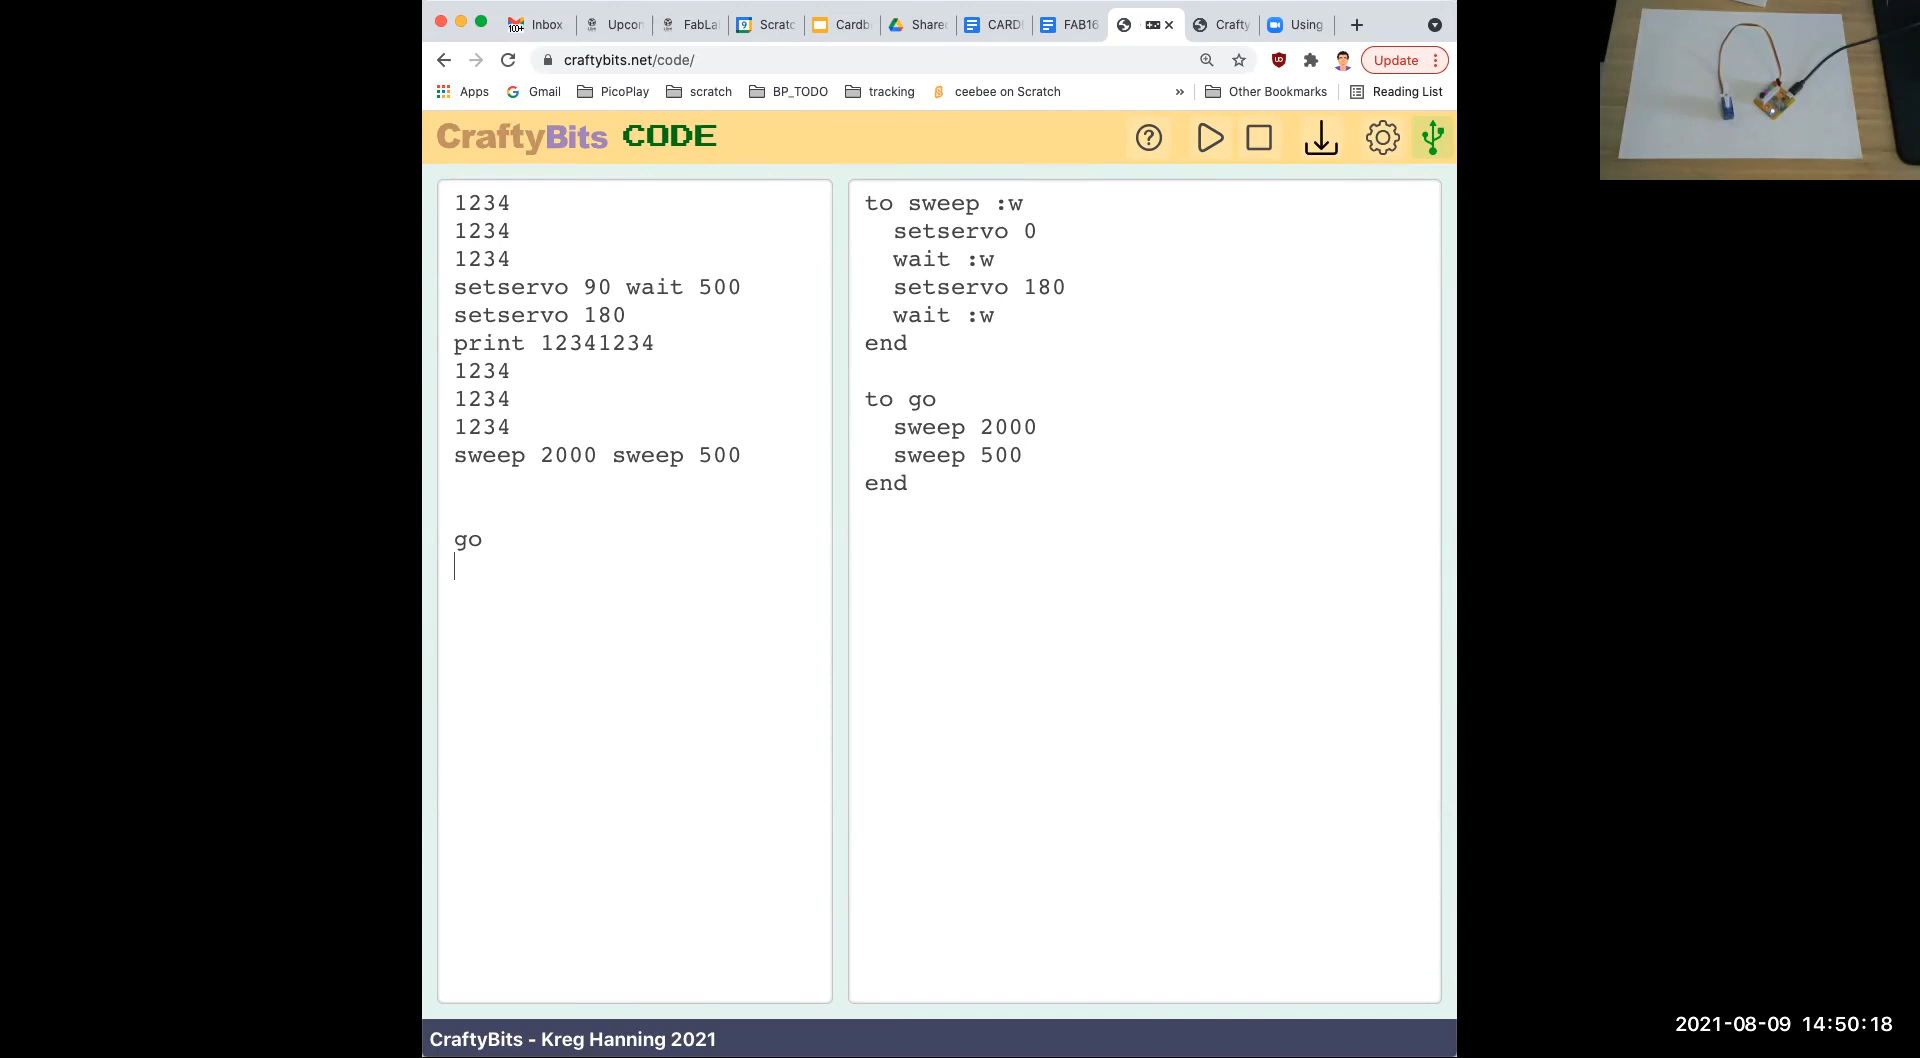 100+
Inbox
Upcon
FabLa
9
Scratc
Cardb
Share
CARDI
FAB16
Crafty
Using
craftybits.net/code/
Update
Apps
Gmail
PicoPlay
scratch
BP_TODO
tracking
ceebee on Scratch
»
Other Bookmarks
Reading List
CraftyBits CODE
1234
1234
1234
setservo 90 wait 500
setservo 180
print 12341234
1234
1234
1234
sweep 2000 sweep 500
go
to sweep :w
setservo 0
wait :w
setservo 180
wait :w
end
to go
sweep 2000
sweep 500
end
CraftyBits - Kreg Hanning 2021
2021-08-09 14:50:18